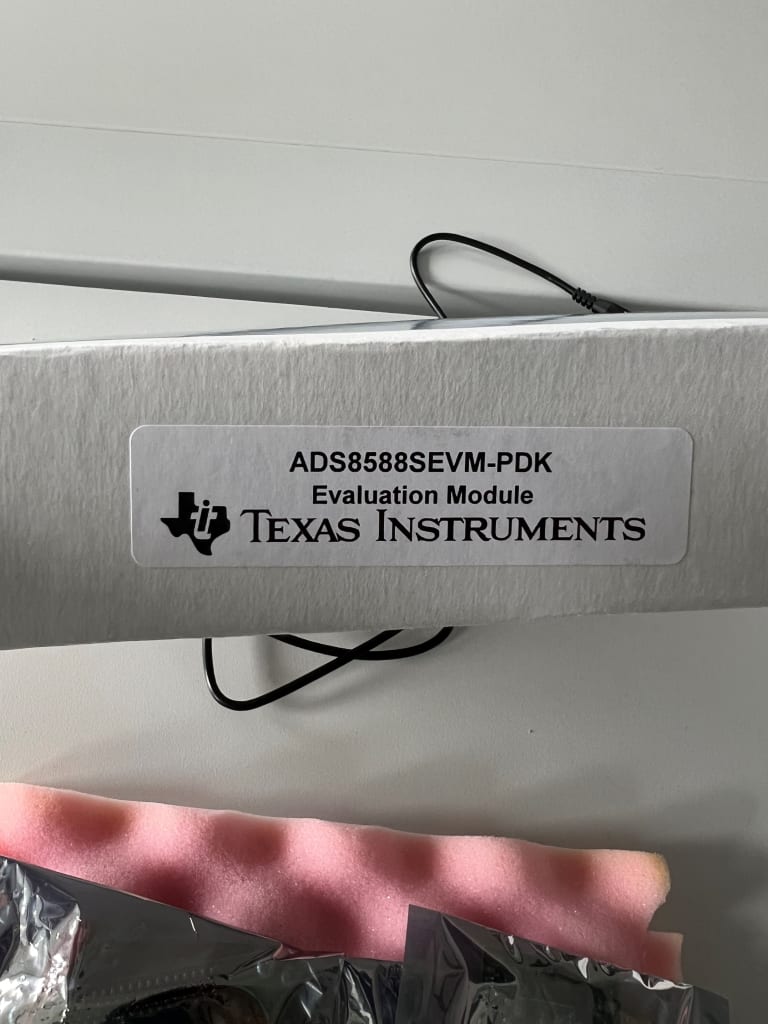 ADS8588SEVM-PDK
Evaluation Module
TEXAS INSTRUMENTS